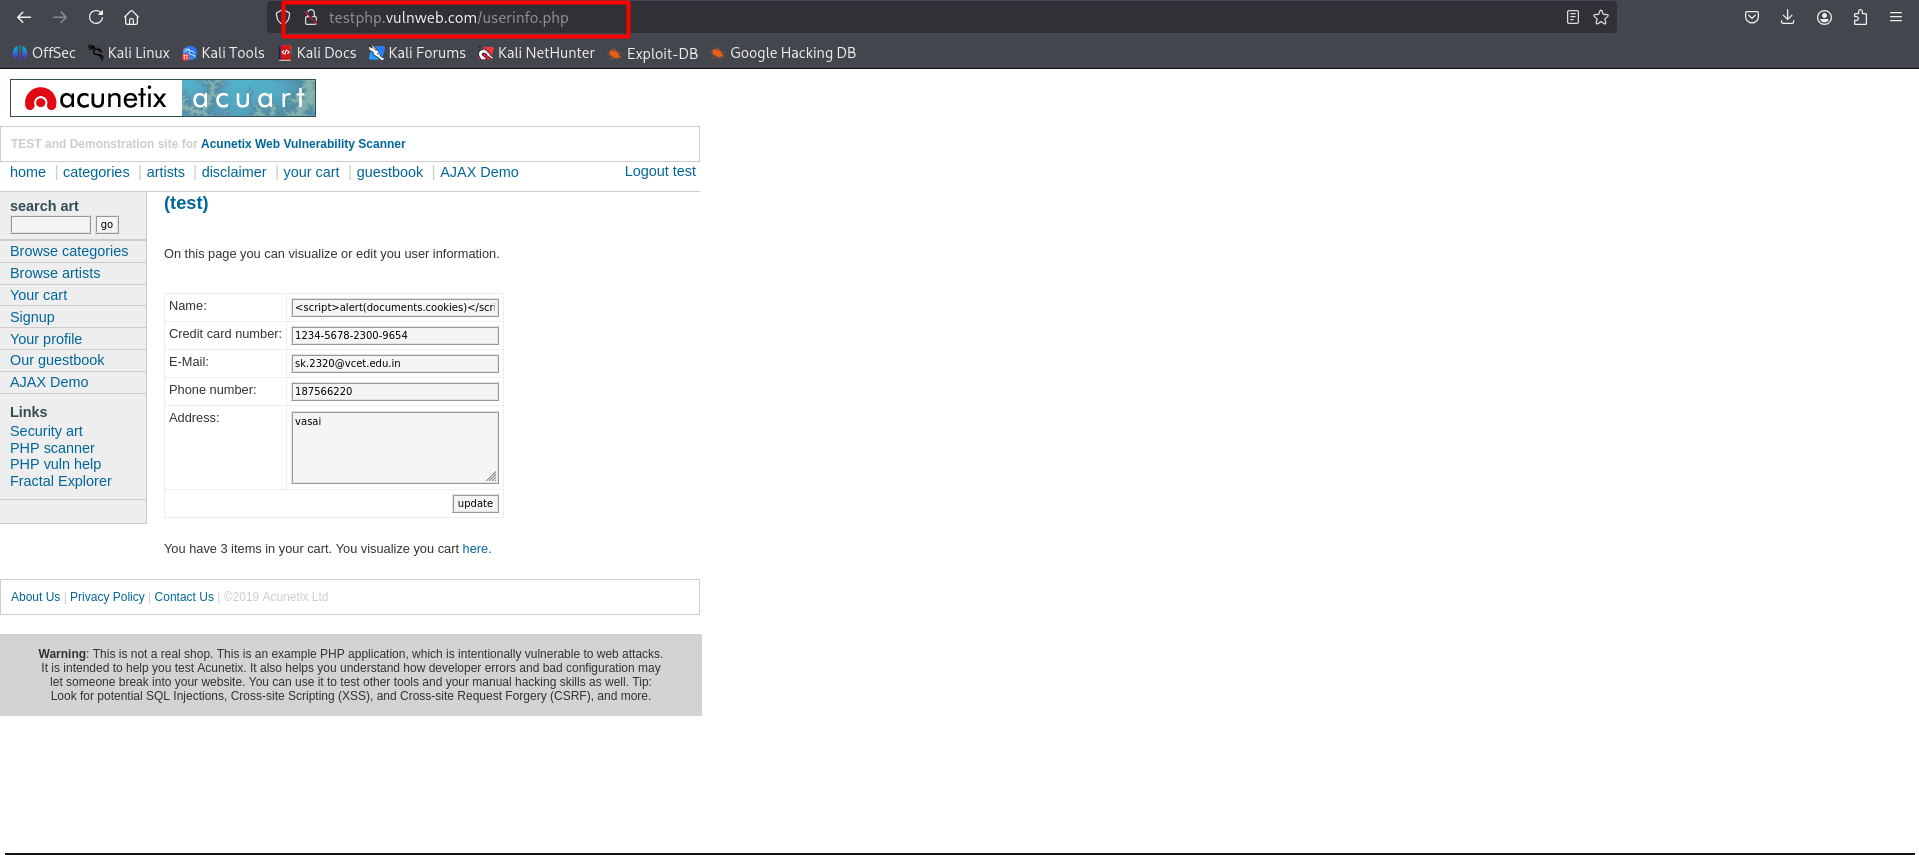 testphp.vulnweb.com/userinfo.php
OffSec Kali Linux Kali Tools Kali Docs Kali Forums Kali NetHunter Exploit-DB Google Hacking DB
acunetix acuart
TEST and Demonstration site for Acunetix Web Vulnerability Scanner
home | categories | artists | disclaimer | your cart | guestbook | AJAX Demo Logout test
search art
go
Browse categories
Browse artists
Your cart
Signup
Your profile
Our guestbook
AJAX Demo
Links
Security art
PHP scanner
PHP vuln help
Fractal Explorer
(test)
On this page you can visualize or edit you user information.
Name: <script>alert(documents.cookies)</scri
Credit card number: 1234-5678-2300-9654
E-Mail: sk.2320@vcet.edu.in
Phone number: 187566220
Address: vasai
update
You have 3 items in your cart. You visualize you cart here.
About Us | Privacy Policy | Contact Us | ©2019 Acunetix Ltd
Warning: This is not a real shop. This is an example PHP application, which is intentionally vulnerable to web attacks.
It is intended to help you test Acunetix. It also helps you understand how developer errors and bad configuration may
let someone break into your website. You can use it to test other tools and your manual hacking skills as well. Tip:
Look for potential SQL Injections, Cross-site Scripting (XSS), and Cross-site Request Forgery (CSRF), and more.